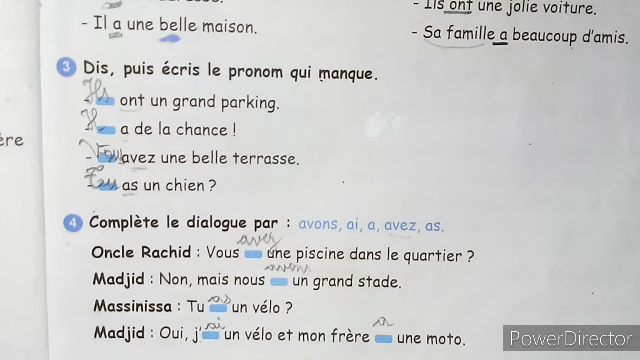 - Il a une belle maison.
- Ils ont une jolie voiture.
- Sa famille a beaucoup d'amis.
3 Dis, puis écris le pronom qui manque.
Ils ont un grand parking.
Il a de la chance !
- Vous avez une belle terrasse.
Tu as un chien ?
4 Complète le dialogue par : avons, ai, a, avez, as.
Oncle Rachid : Vous avez une piscine dans le quartier ?
Madjid : Non, mais nous avons un grand stade.
Massinissa : Tu as un vélo ?
Madjid : Oui, j'ai un vélo et mon frère a une moto.
PowerDirector